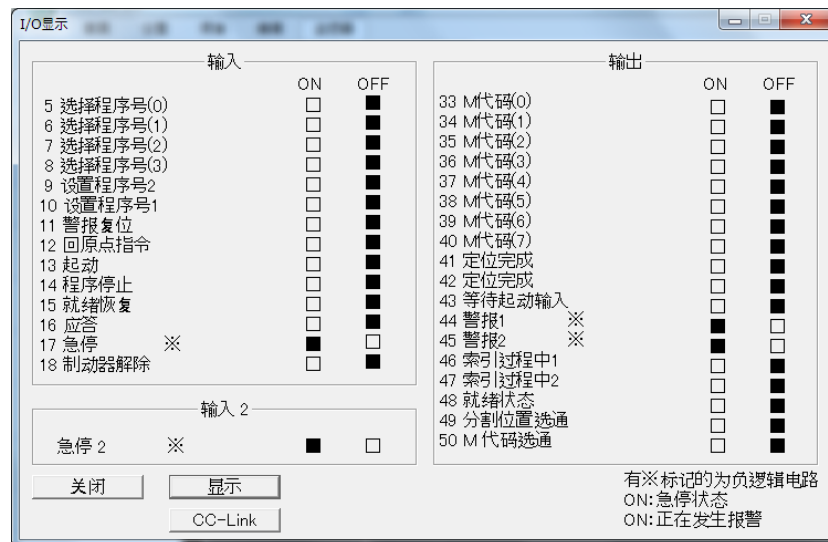 I/O显示
输入
ON OFF
5 选择程序号(0)
6 选择程序号(1)
7 选择程序号(2)
8 选择程序号(3)
9 设置程序号2
10 设置程序号1
11 警报复位
12 回原点指令
13 起动
14 程序停止
15 就绪恢复
16 应答
17 急停 ※
18 制动器解除
输入 2
急停 2 ※
关闭
显示
CC-Link
输出
ON OFF
33 M代码(0)
34 M代码(1)
35 M代码(2)
36 M代码(3)
37 M代码(4)
38 M代码(5)
39 M代码(6)
40 M代码(7)
41 定位完成
42 定位完成
43 等待起动输入
44 警报1 ※
45 警报2 ※
46 索引过程中1
47 索引过程中2
48 就绪状态
49 分割位置选通
50 M代码选通
有※标记的为负逻辑电路
ON:急停状态
ON:正在发生报警